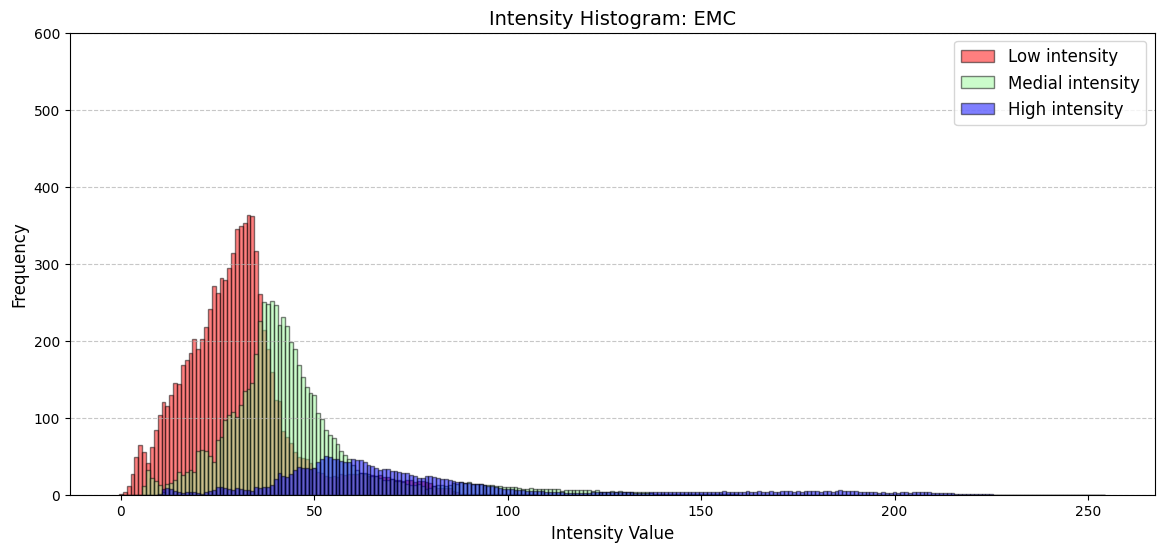 Intensity Histogram: EMC
Low intensity
Medial intensity
High intensity
Frequency
600
500
400
300
200
100
0
0 50 100 150 200 250
Intensity Value